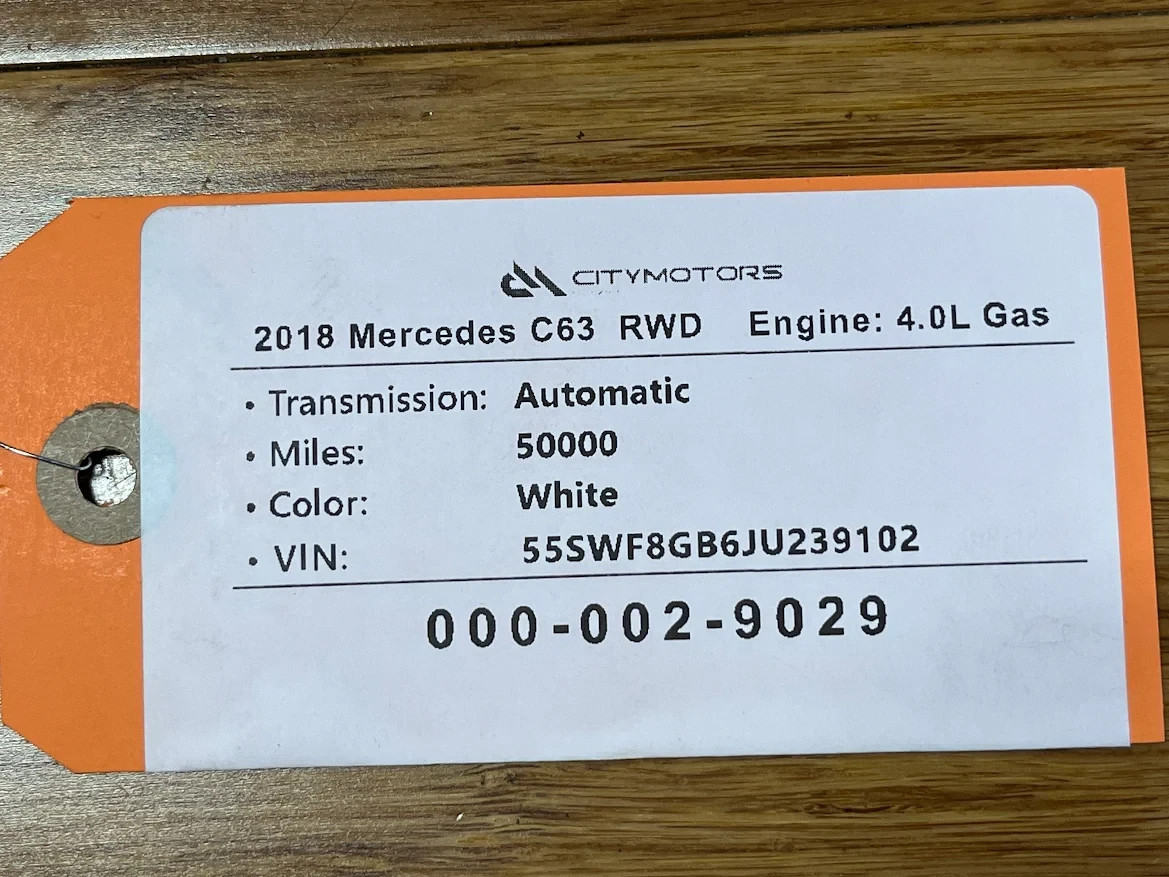 CITYMOTORS
2018 Mercedes C63 RWD Engine: 4.0L Gas
• Transmission: Automatic
• Miles: 50000
• Color: White
• VIN: 55SWF8GB6JU239102
000-002-9029